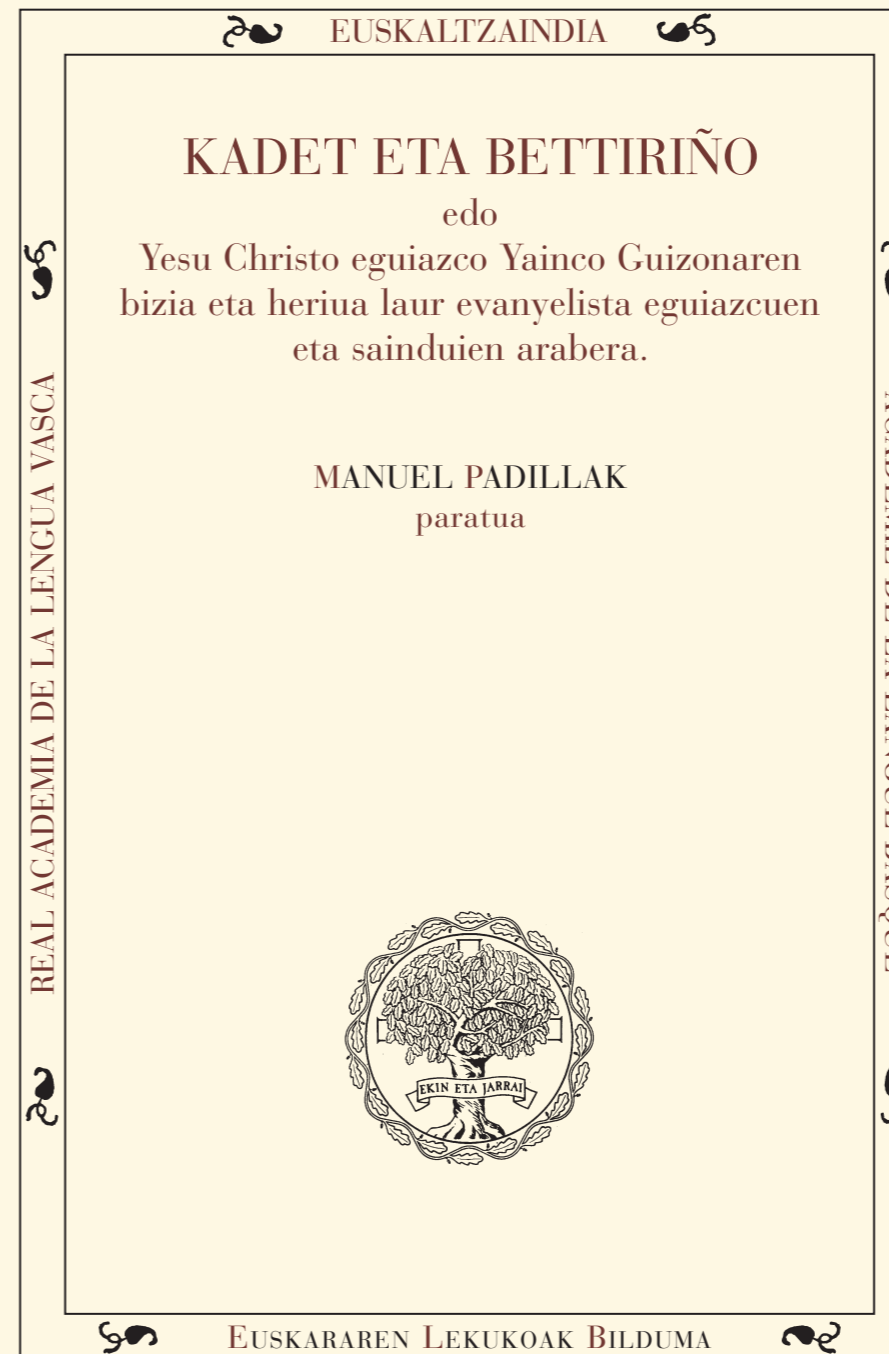 EUSKALTZAINDIA
KADET ETA BETTIRIÑO
edo
Yesu Christo eguiazco Yainco Guizonaren
bizia eta heriua laur evanyelista eguiazcuen
eta sainduien arabera.
MANUEL PADILLAK
paratua
REAL ACADEMIA DE LA LENGUA VASCA
EKIN ETA JARRAI
EUSKARAREN LEKUKOAK BILDUMA